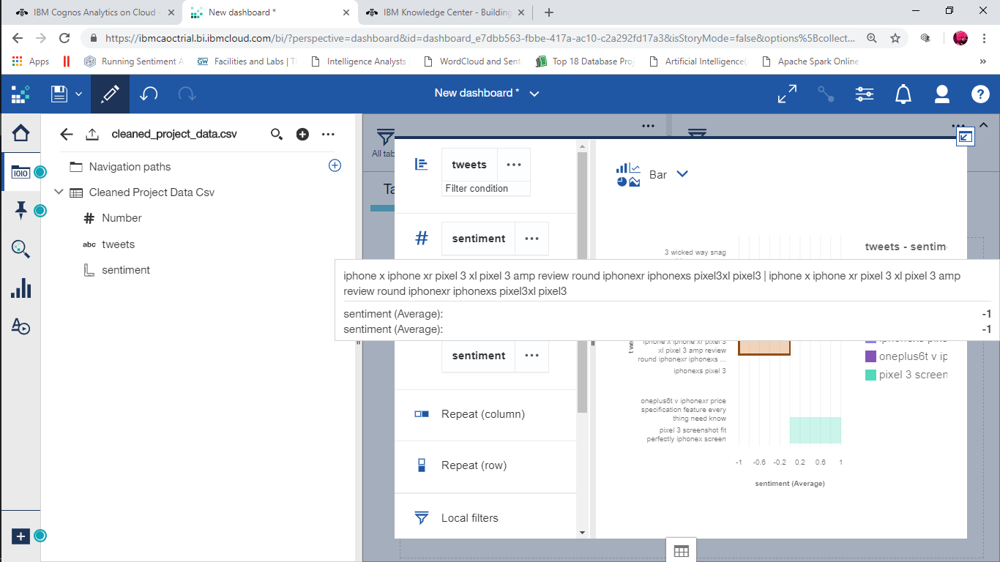 IBM Cognos Analytics on Cloud -
New dashboard *
IBM Knowledge Center - Building
https://ibmcaoctrial.bi.ibmcloud.com/bi/?perspective=dashboard&id=dashboard_e7dbb563-fbbe-417a-ac10-c2a292fd17a3&isStoryMode=false&options%5Bcollect...
Apps
Running Sentiment A
GW Facilities and Labs | T
Intelligence Analysts
WordCloud and Sent
Top 18 Database Pro
Artificial Intelligence(
Apache Spark Online
»
New dashboard *
?
cleaned_project_data.csv
Navigation paths
Cleaned Project Data Csv
# Number
abc tweets
sentiment
All tab
Ta
tweets
Filter condition
# sentiment
Bar
3 wicked way snag
tweets - sentim
iphone x iphone xr pixel 3 xl pixel 3 amp review round iphonexr iphonexs pixel3xl pixel3 | iphone x iphone xr pixel 3 xl pixel 3 amp
review round iphonexr iphonexs pixel3xl pixel3
sentiment (Average): -1
sentiment (Average): -1
sentiment
iphone x iphone xl pixel 3
xl pixel 3 amp review
round iphonexr iphonexs ...
iphonexs pixel 3
oneplus6t v iphonexr price
specification feature every
thing need know
pixel 3 screenshot fit
perfectly iphonex screen
oneplus6t v ip
pixel 3 screen
-1 -0.6 -0.2 0.2 0.6 1
sentiment (Average)
Repeat (column)
Repeat (row)
Local filters